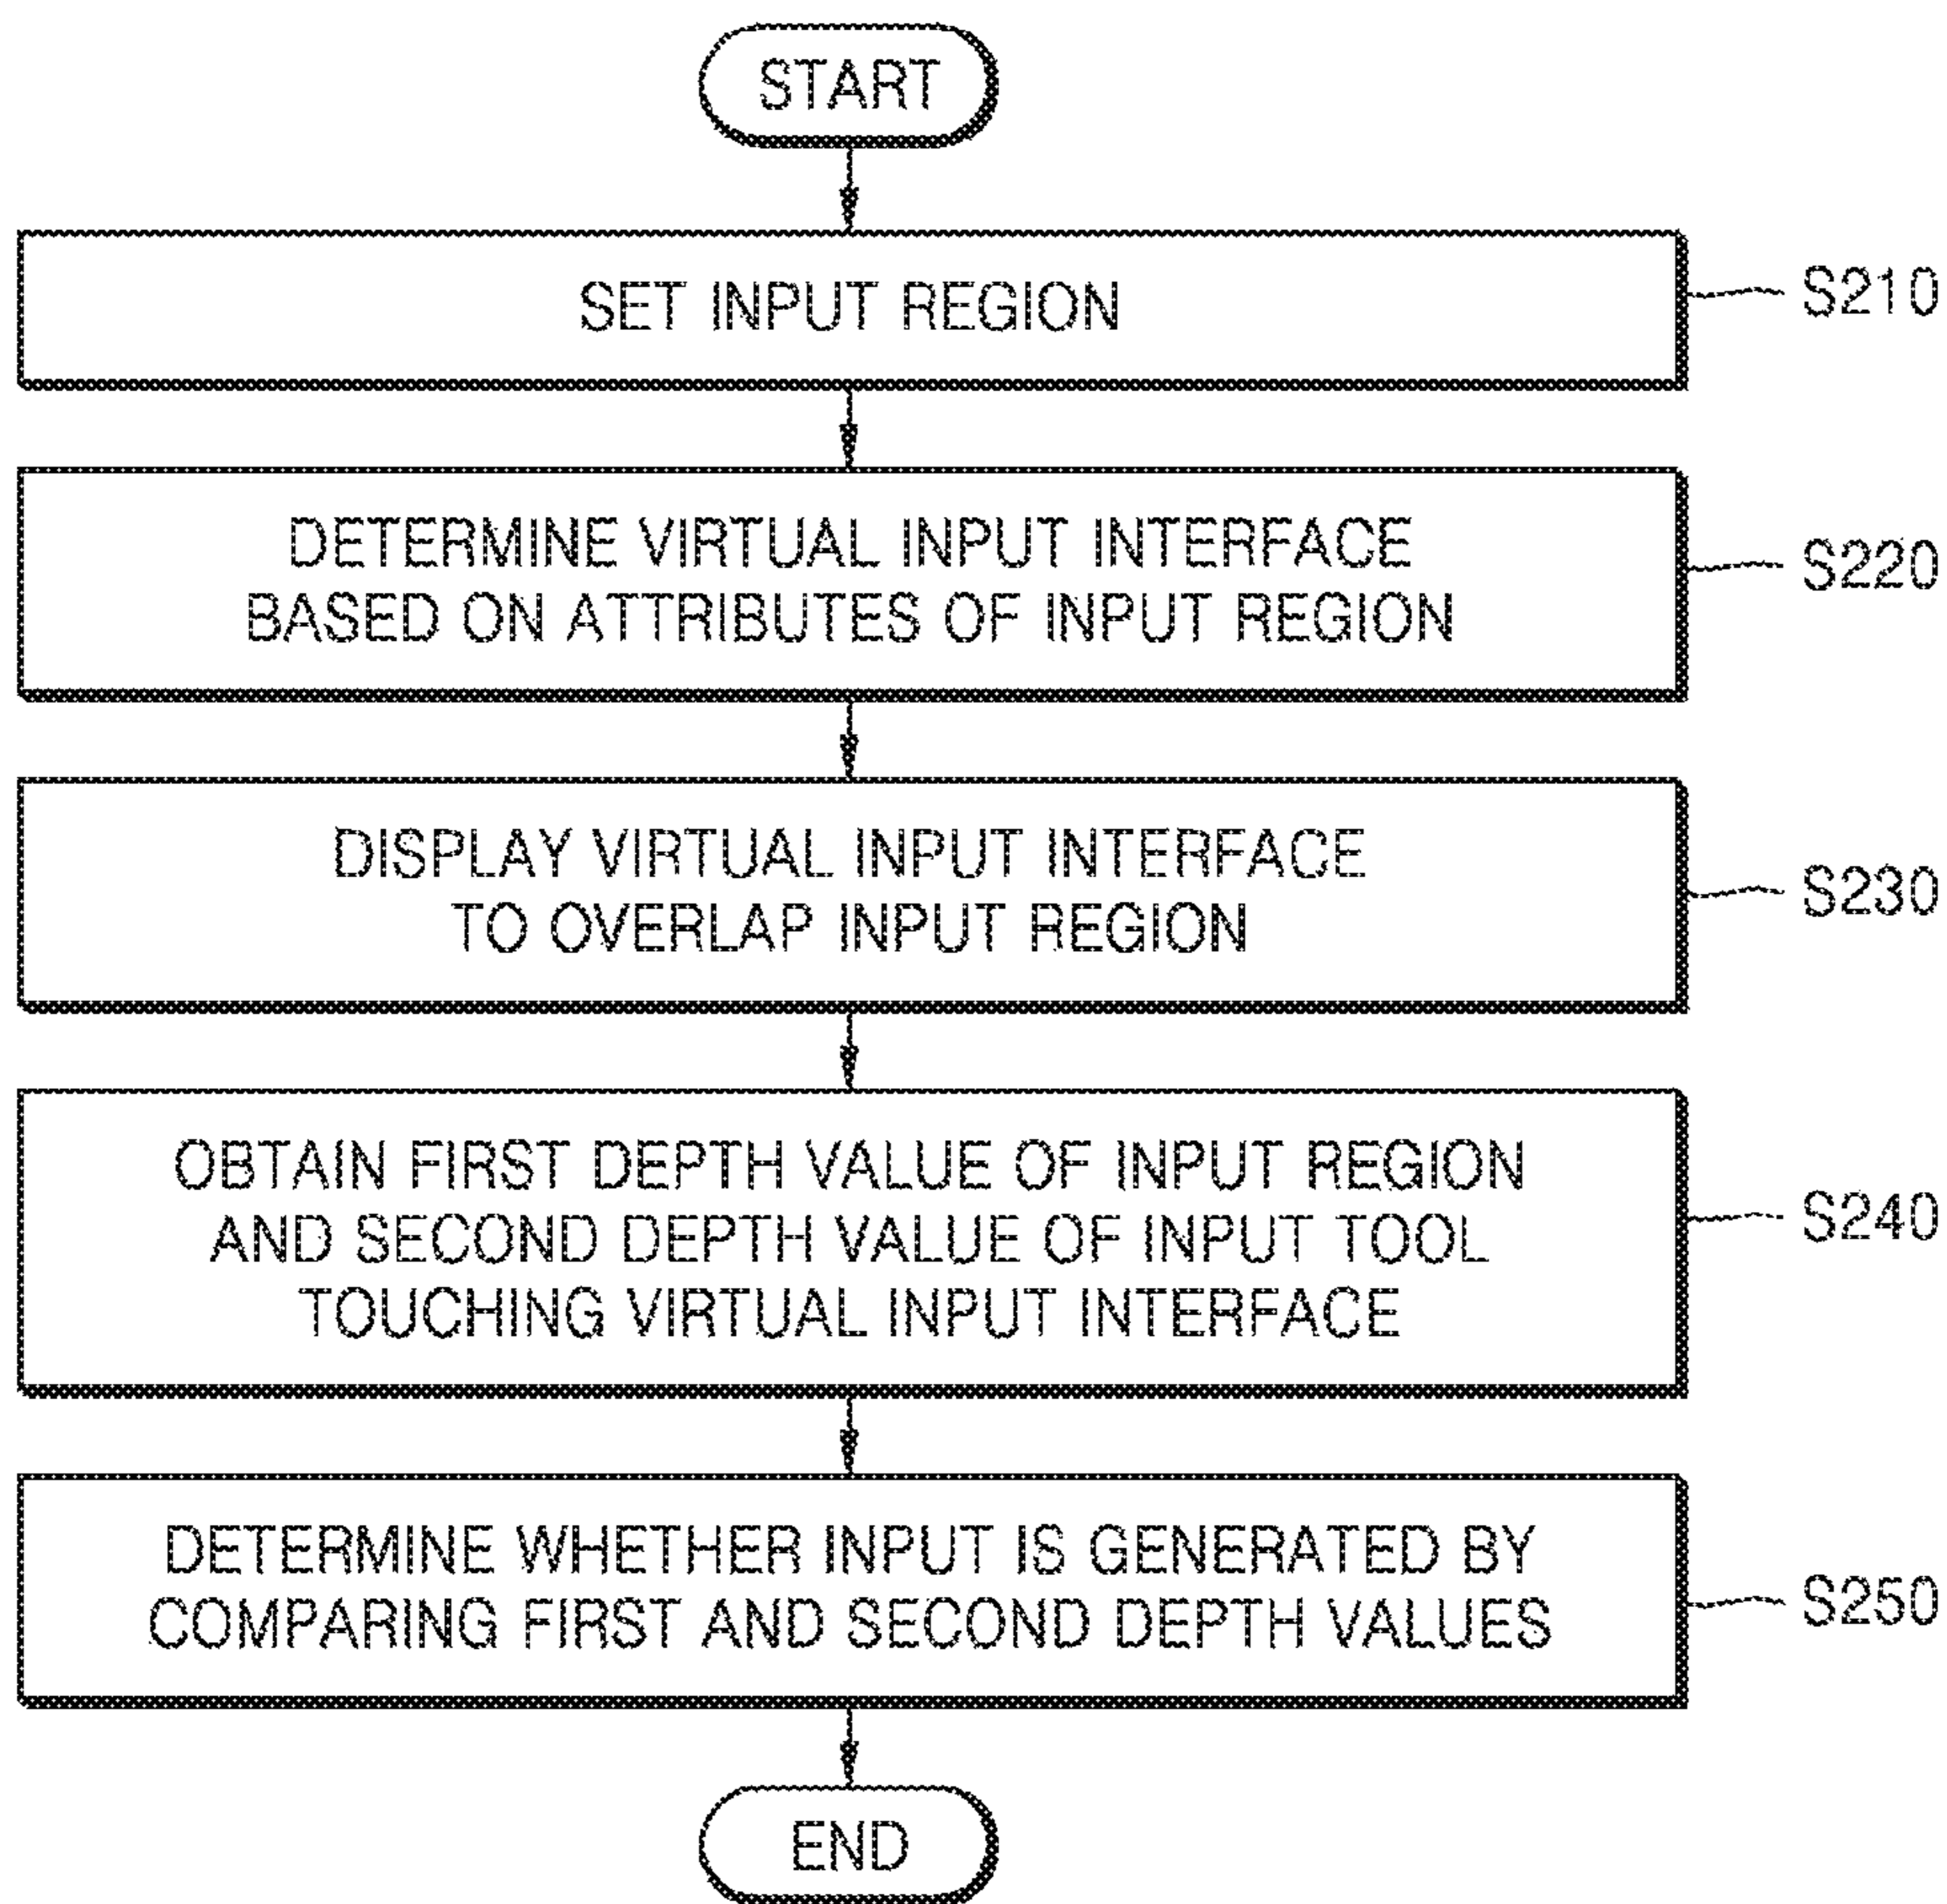 START
SET INPUT REGION
S210
DETERMINE VIRTUAL INPUT INTERFACE
BASED ON ATTRIBUTES OF INPUT REGION
S220
DISPLAY VIRTUAL INPUT INTERFACE
TO OVERLAP INPUT REGION
S230
OBTAIN FIRST DEPTH VALUE OF INPUT REGION
AND SECOND DEPTH VALUE OF INPUT TOOL
TOUCHING VIRTUAL INPUT INTERFACE
S240
DETERMINE WHETHER INPUT IS GENERATED BY
COMPARING FIRST AND SECOND DEPTH VALUES
S250
END